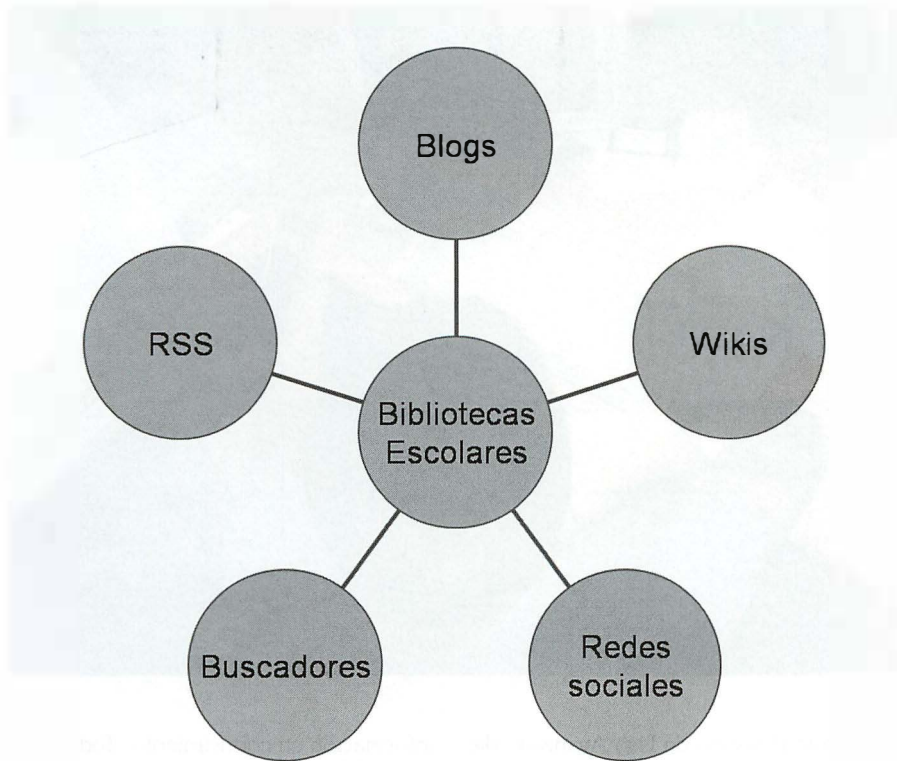 Blogs
RSS
Wikis
Bibliotecas
Escolares
Buscadores
Redes
sociales